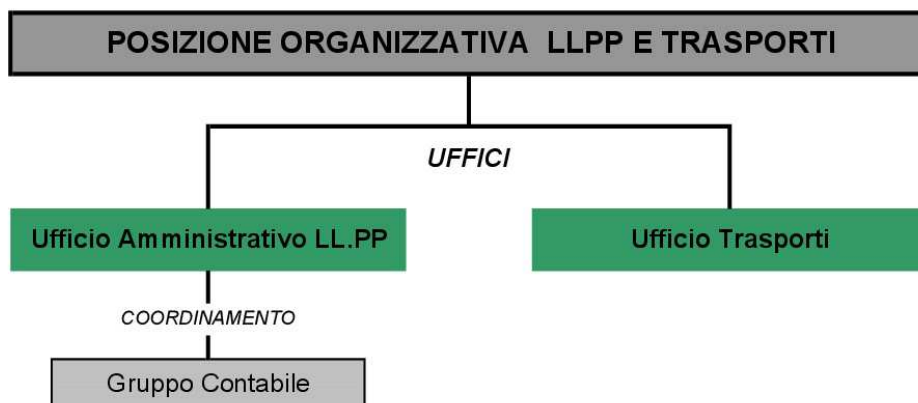 POSIZIONE ORGANIZZATIVA LLPP E TRASPORTI
UFFICI
Ufficio Amministrativo LL.PP
Ufficio Trasporti
COORDINAMENTO
Gruppo Contabile